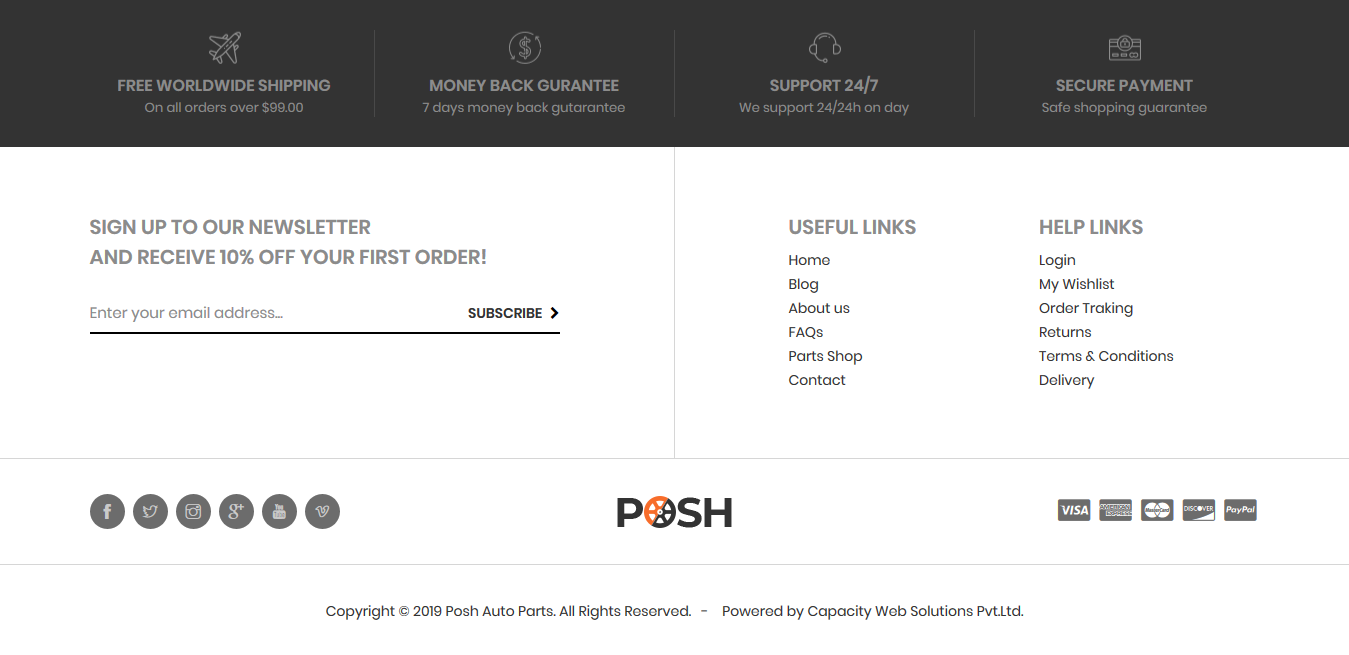 FREE WORLDWIDE SHIPPING
On all orders over $99.00
MONEY BACK GURANTEE
7 days money back gutarantee
SUPPORT 24/7
We support 24/24h on day
SECURE PAYMENT
Safe shopping guarantee
SIGN UP TO OUR NEWSLETTER
AND RECEIVE 10% OFF YOUR FIRST ORDER!
Enter your email address...
SUBSCRIBE
USEFUL LINKS
Home
Blog
About us
FAQs
Parts Shop
Contact
HELP LINKS
Login
My Wishlist
Order Traking
Returns
Terms & Conditions
Delivery
POSH
VISA
AMERICAN EXPRESS
MasterCard
DISCOVER
PayPal
Copyright © 2019 Posh Auto Parts. All Rights Reserved. - Powered by Capacity Web Solutions Pvt.Ltd.